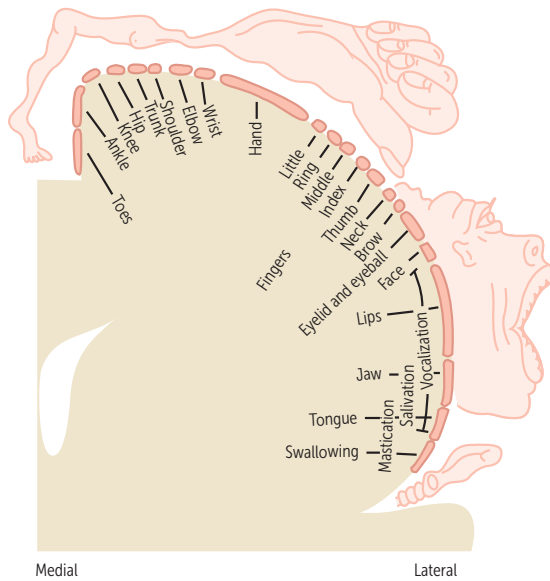 Toes
Ankle
Knee
Hip
Trunk
Shoulder
Elbow
Wrist
Hand
Little
Ring
Middle
Index
Thumb
Fingers
Neck
Brow
Eyelid and eyeball
Face
Lips
Jaw
Tongue
Swallowing
Mastication
Salivation
Vocalization
Medial
Lateral